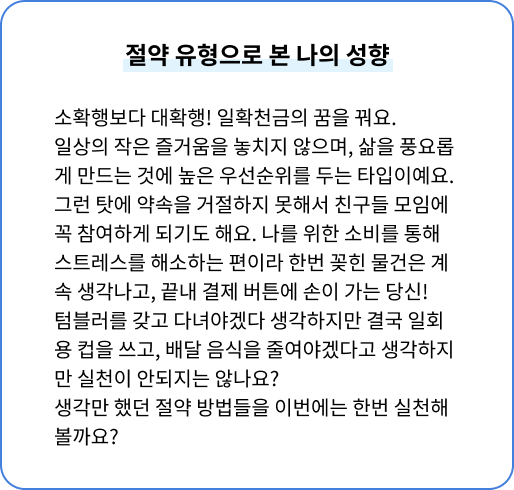 절약 유형으로 본 나의 성향
소확행보다 대확행! 일확천금의 꿈을 꿔요.
일상의 작은 즐거움을 놓치지 않으며, 삶을 풍요롭
게 만드는 것에 높은 우선순위를 두는 타입이예요.
그런 탓에 약속을 거절하지 못해서 친구들 모임에
꼭 참여하게 되기도 해요. 나를 위한 소비를 통해
스트레스를 해소하는 편이라 한번 꽂힌 물건은 계
속 생각나고, 끝내 결제 버튼에 손이 가는 당신!
텀블러를 갖고 다녀야겠다 생각하지만 결국 일회
용 컵을 쓰고, 배달 음식을 줄여야겠다고 생각하지
만 실천이 안되지는 않나요?
생각만 했던 절약 방법들을 이번에는 한번 실천해
볼까요?